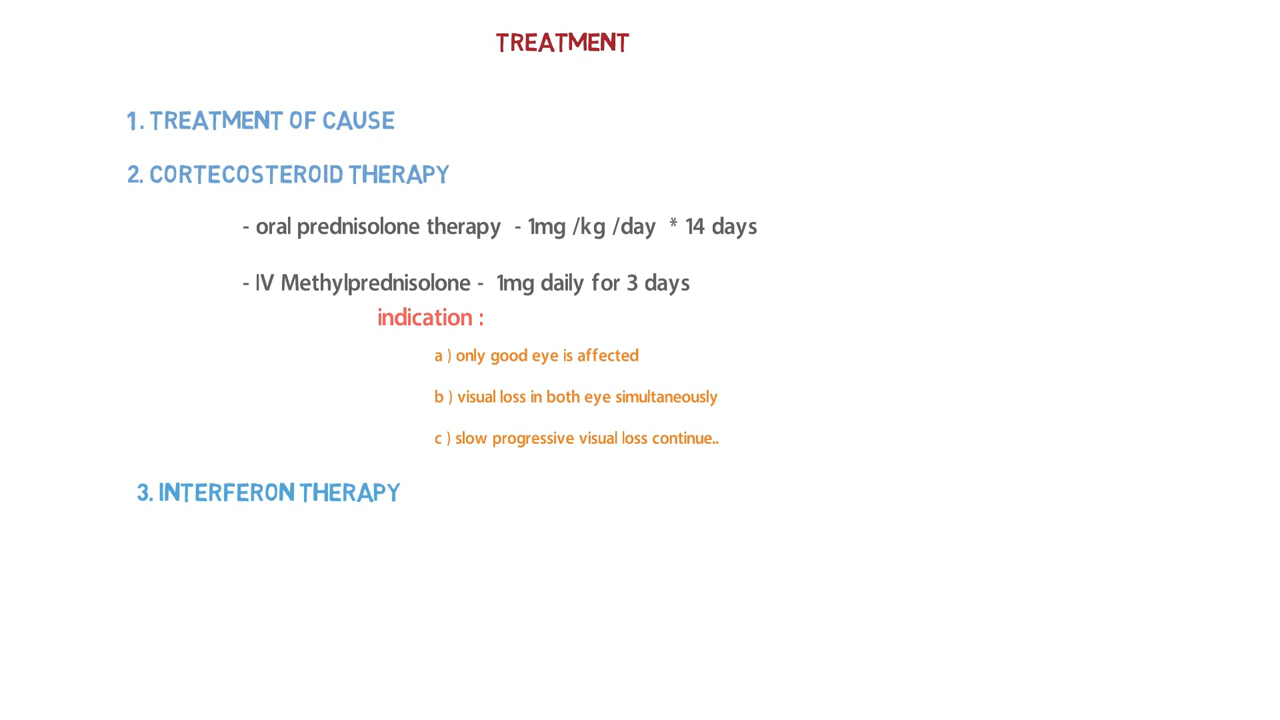 TREATMENT
1. TREATMENT OF CAUSE
2. CORTECOSTEROID THERAPY
- oral prednisolone therapy - 1mg /kg /day * 14 days
- IV Methylprednisolone - 1mg daily for 3 days
indication :
a ) only good eye is affected
b ) visual loss in both eye simultaneously
c ) slow progressive visual loss continue..
3. INTERFERON THERAPY